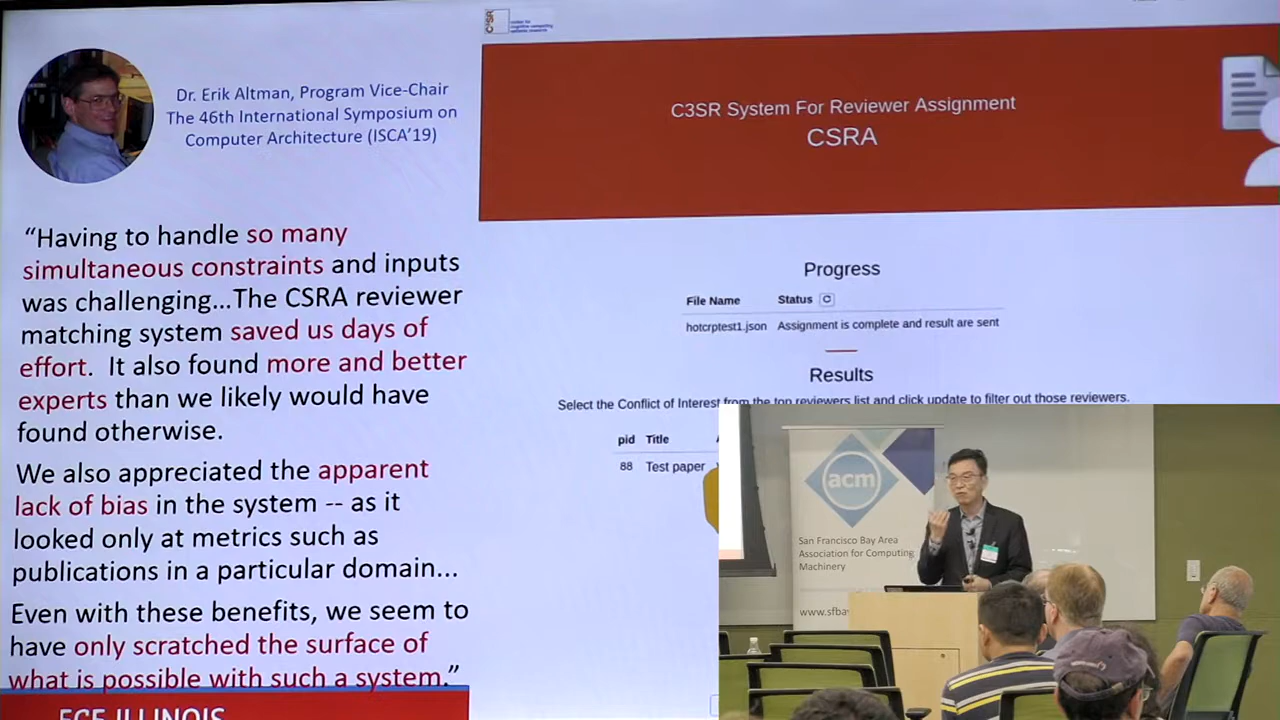 Dr. Erik Altman, Program Vice-Chair
The 46th International Symposium on
Computer Architecture (ISCA'19)
“Having to handle so many
simultaneous constraints and inputs
was challenging...The CSRA reviewer
matching system saved us days of
effort. It also found more and better
experts than we likely would have
found otherwise.
We also appreciated the apparent
lack of bias in the system -- as it
looked only at metrics such as
publications in a particular domain...
Even with these benefits, we seem to
have only scratched the surface of
what is possible with such a system.”
ECE ILLINOIS
C3SR
C3SR System For Reviewer Assignment
CSRA
Progress
File Name Status
hotcrptest1.json Assignment is complete and result are sent
Results
Select the Conflict of Interest from the top reviewers list and click update to filter out those reviewers.
pid Title
88 Test paper
acm
San Francisco Bay Area
Association for Computing
Machinery
www.sfba